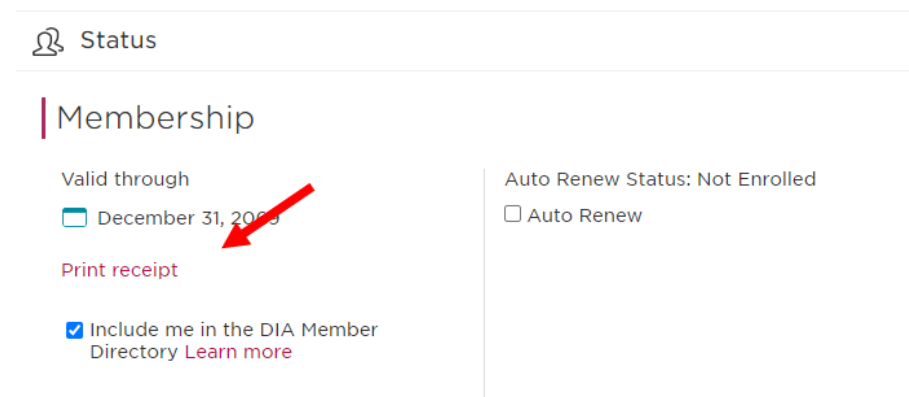 Status
Membership
Valid through
December 31,
Print receipt
Include me in the DIA Member
Directory Learn more
Auto Renew Status: Not Enrolled
Auto Renew